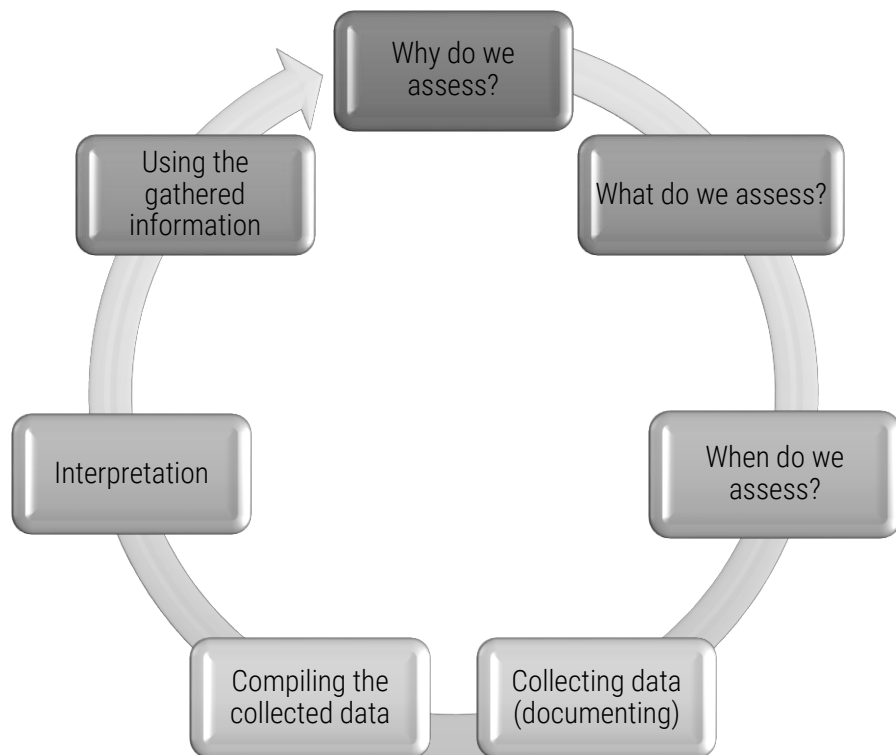 Why do we
assess?
What do we assess?
When do we
assess?
Collecting data
(documenting)
Compiling the
collected data
Interpretation
Using the
gathered
information